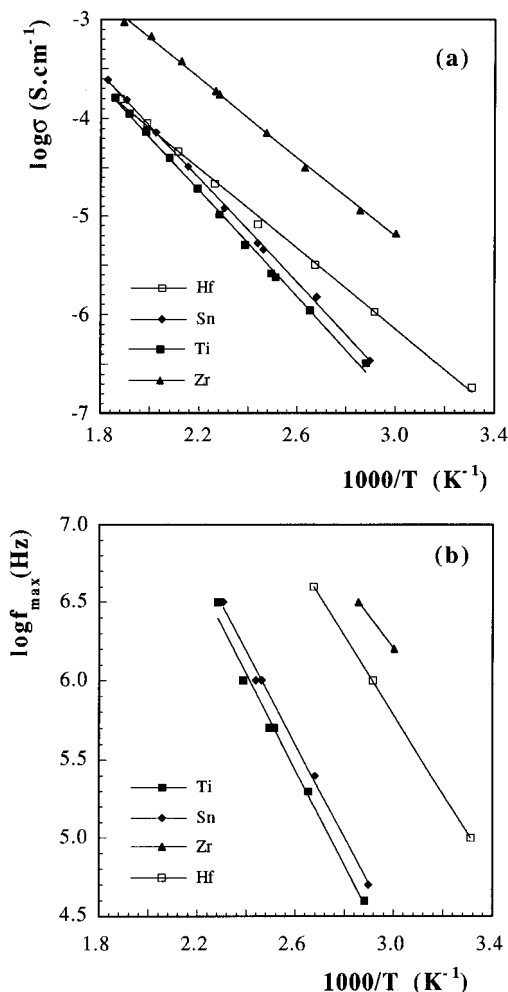 -3
(a)
logσ (S.cm⁻¹)
-4
-5
Hf
Sn
-6
Ti
Zr
-7
1.8 2.2 2.6 3.0 3.4
1000/T (K⁻¹)
7.0
(b)
logf_max(Hz)
6.5
6.0
5.5
Ti
Sn
5.0
Zr
Hf
4.5
1.8 2.2 2.6 3.0 3.4
1000/T (K⁻¹)